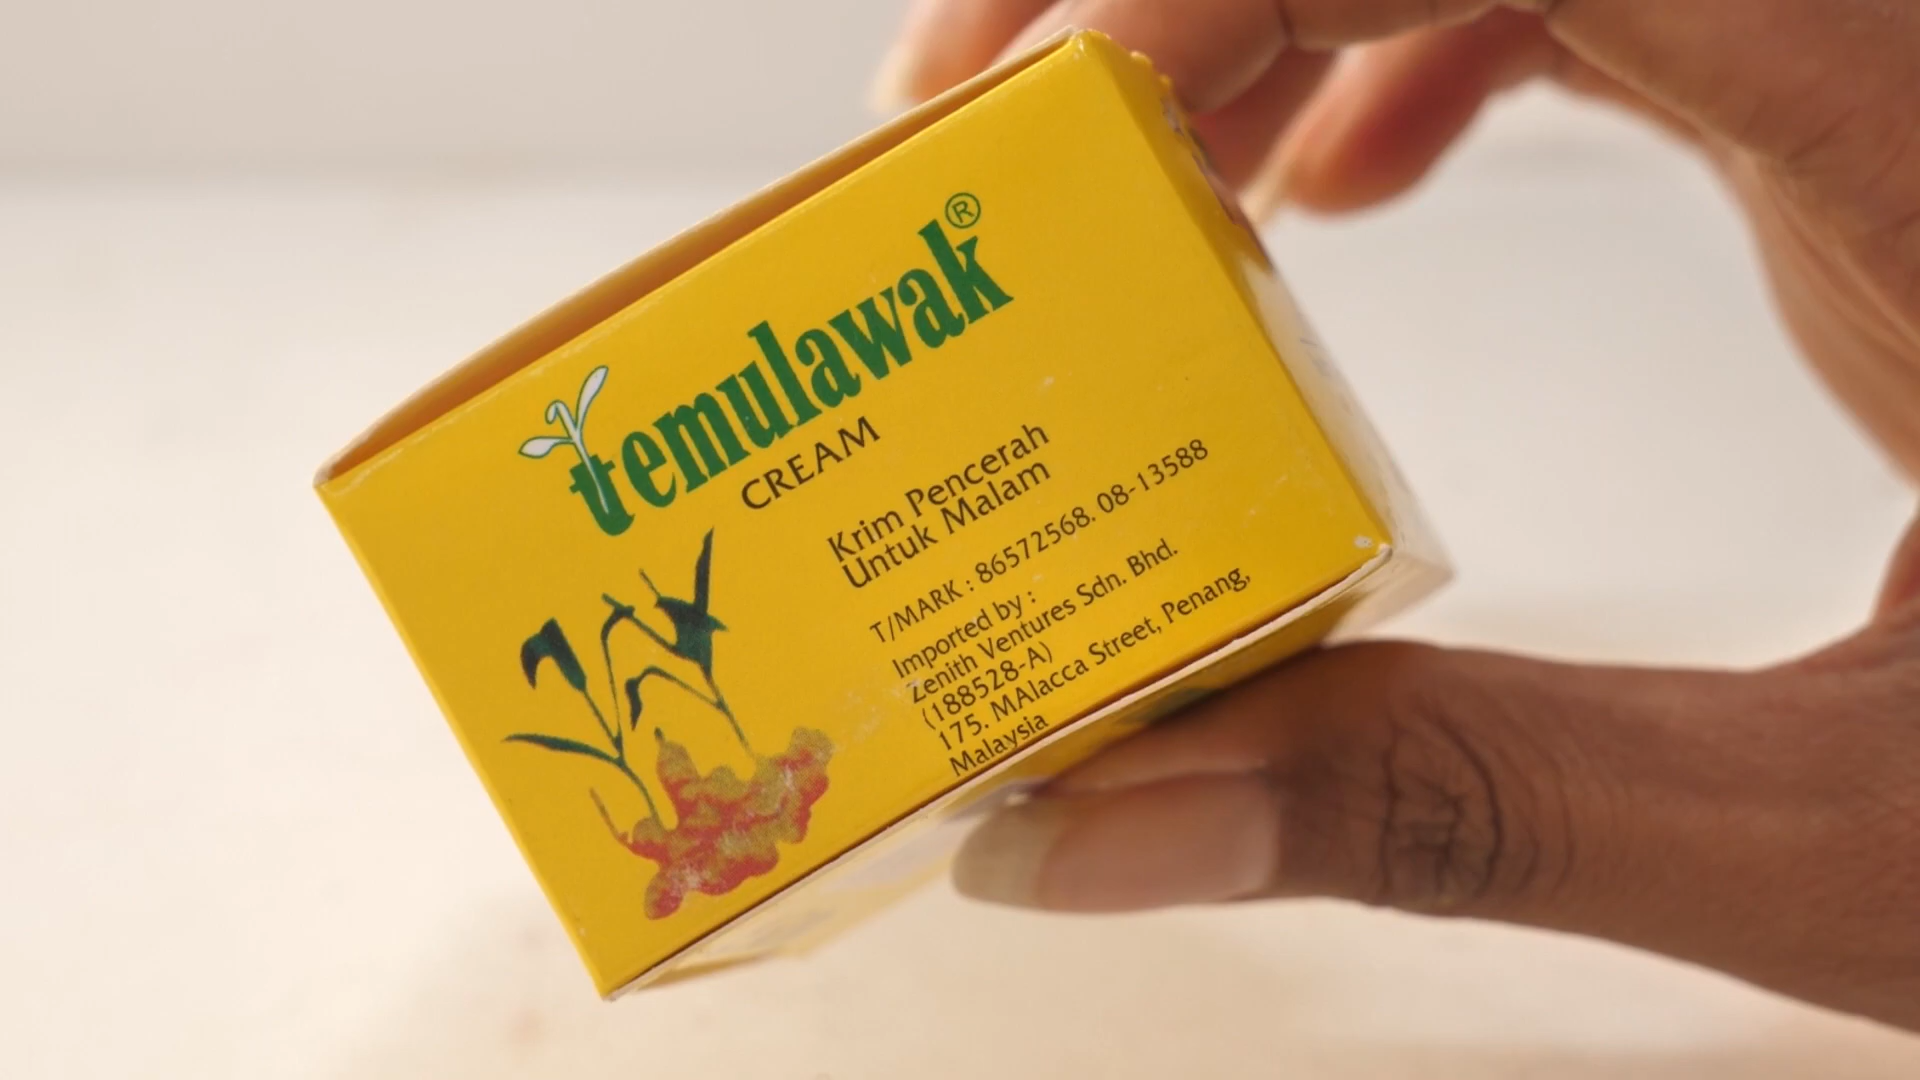 temulawak®
CREAM
Krim Pencerah
Untuk Malam
T/MARK : 86572568. 08-13588
Imported by :
Zenith Ventures Sdn. Bhd.
(188528-A)
175. MAlacca Street, Penang,
Malaysia